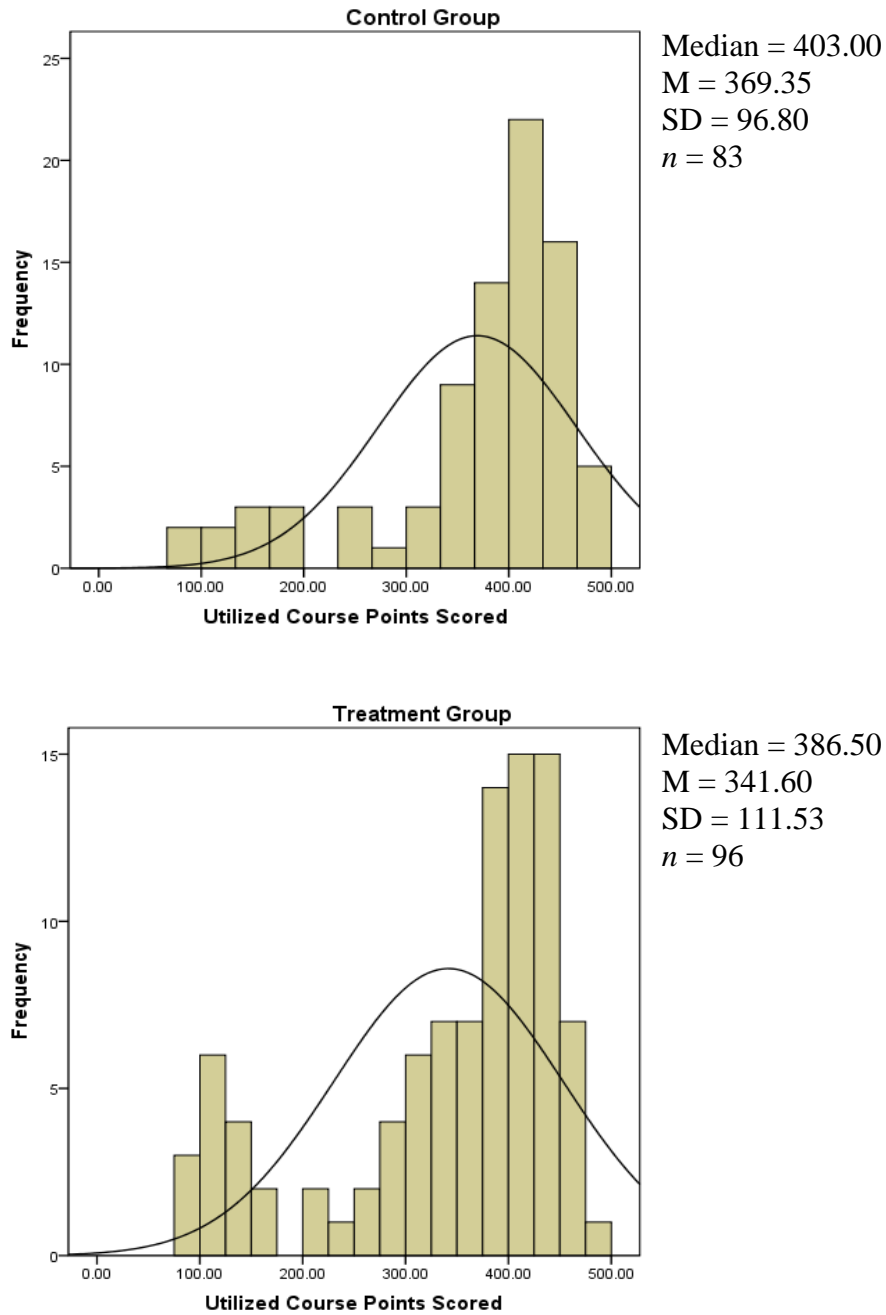 Control Group
Median = 403.00
M = 369.35
SD = 96.80
n = 83
Frequency
25
20
15
10
5
0
0.00 100.00 200.00 300.00 400.00 500.00
Utilized Course Points Scored
Treatment Group
Median = 386.50
M = 341.60
SD = 111.53
n = 96
Frequency
15
10
5
0
0.00 100.00 200.00 300.00 400.00 500.00
Utilized Course Points Scored